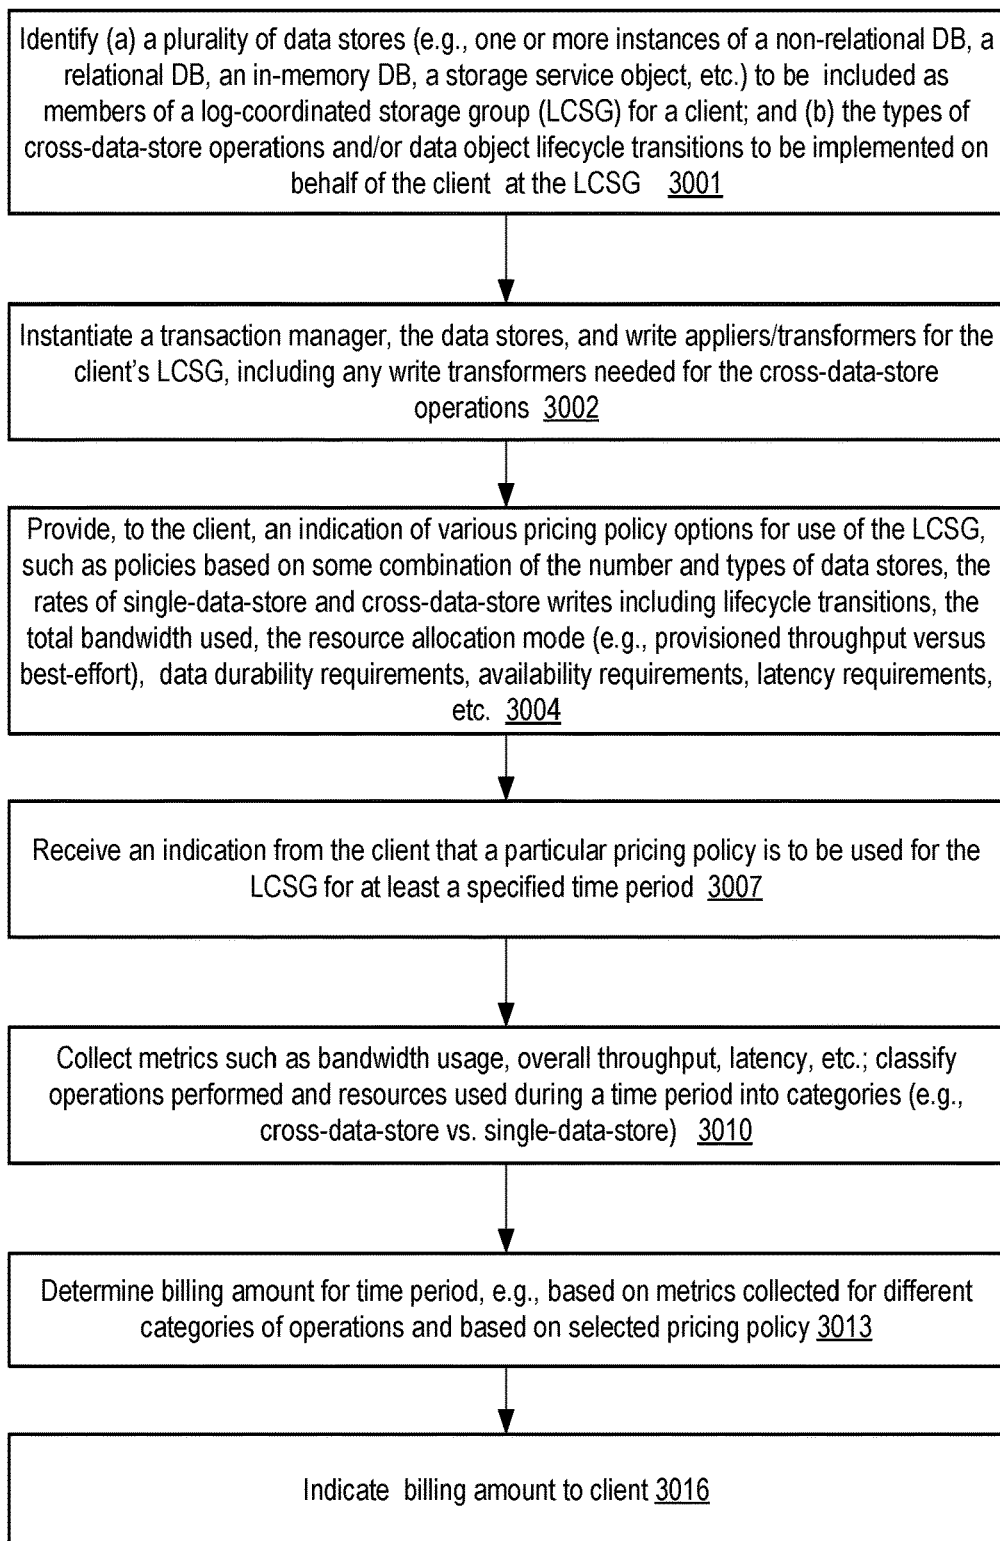 Identify (a) a plurality of data stores (e.g., one or more instances of a non-relational DB, a
relational DB, an in-memory DB, a storage service object, etc.) to be included as
members of a log-coordinated storage group (LCSG) for a client; and (b) the types of
cross-data-store operations and/or data object lifecycle transitions to be implemented on
behalf of the client at the LCSG 3001
Instantiate a transaction manager, the data stores, and write appliers/transformers for the
client’s LCSG, including any write transformers needed for the cross-data-store
operations 3002
Provide, to the client, an indication of various pricing policy options for use of the LCSG,
such as policies based on some combination of the number and types of data stores, the
rates of single-data-store and cross-data-store writes including lifecycle transitions, the
total bandwidth used, the resource allocation mode (e.g., provisioned throughput versus
best-effort), data durability requirements, availability requirements, latency requirements,
etc. 3004
Receive an indication from the client that a particular pricing policy is to be used for the
LCSG for at least a specified time period 3007
Collect metrics such as bandwidth usage, overall throughput, latency, etc.; classify
operations performed and resources used during a time period into categories (e.g.,
cross-data-store vs. single-data-store) 3010
Determine billing amount for time period, e.g., based on metrics collected for different
categories of operations and based on selected pricing policy 3013
Indicate billing amount to client 3016